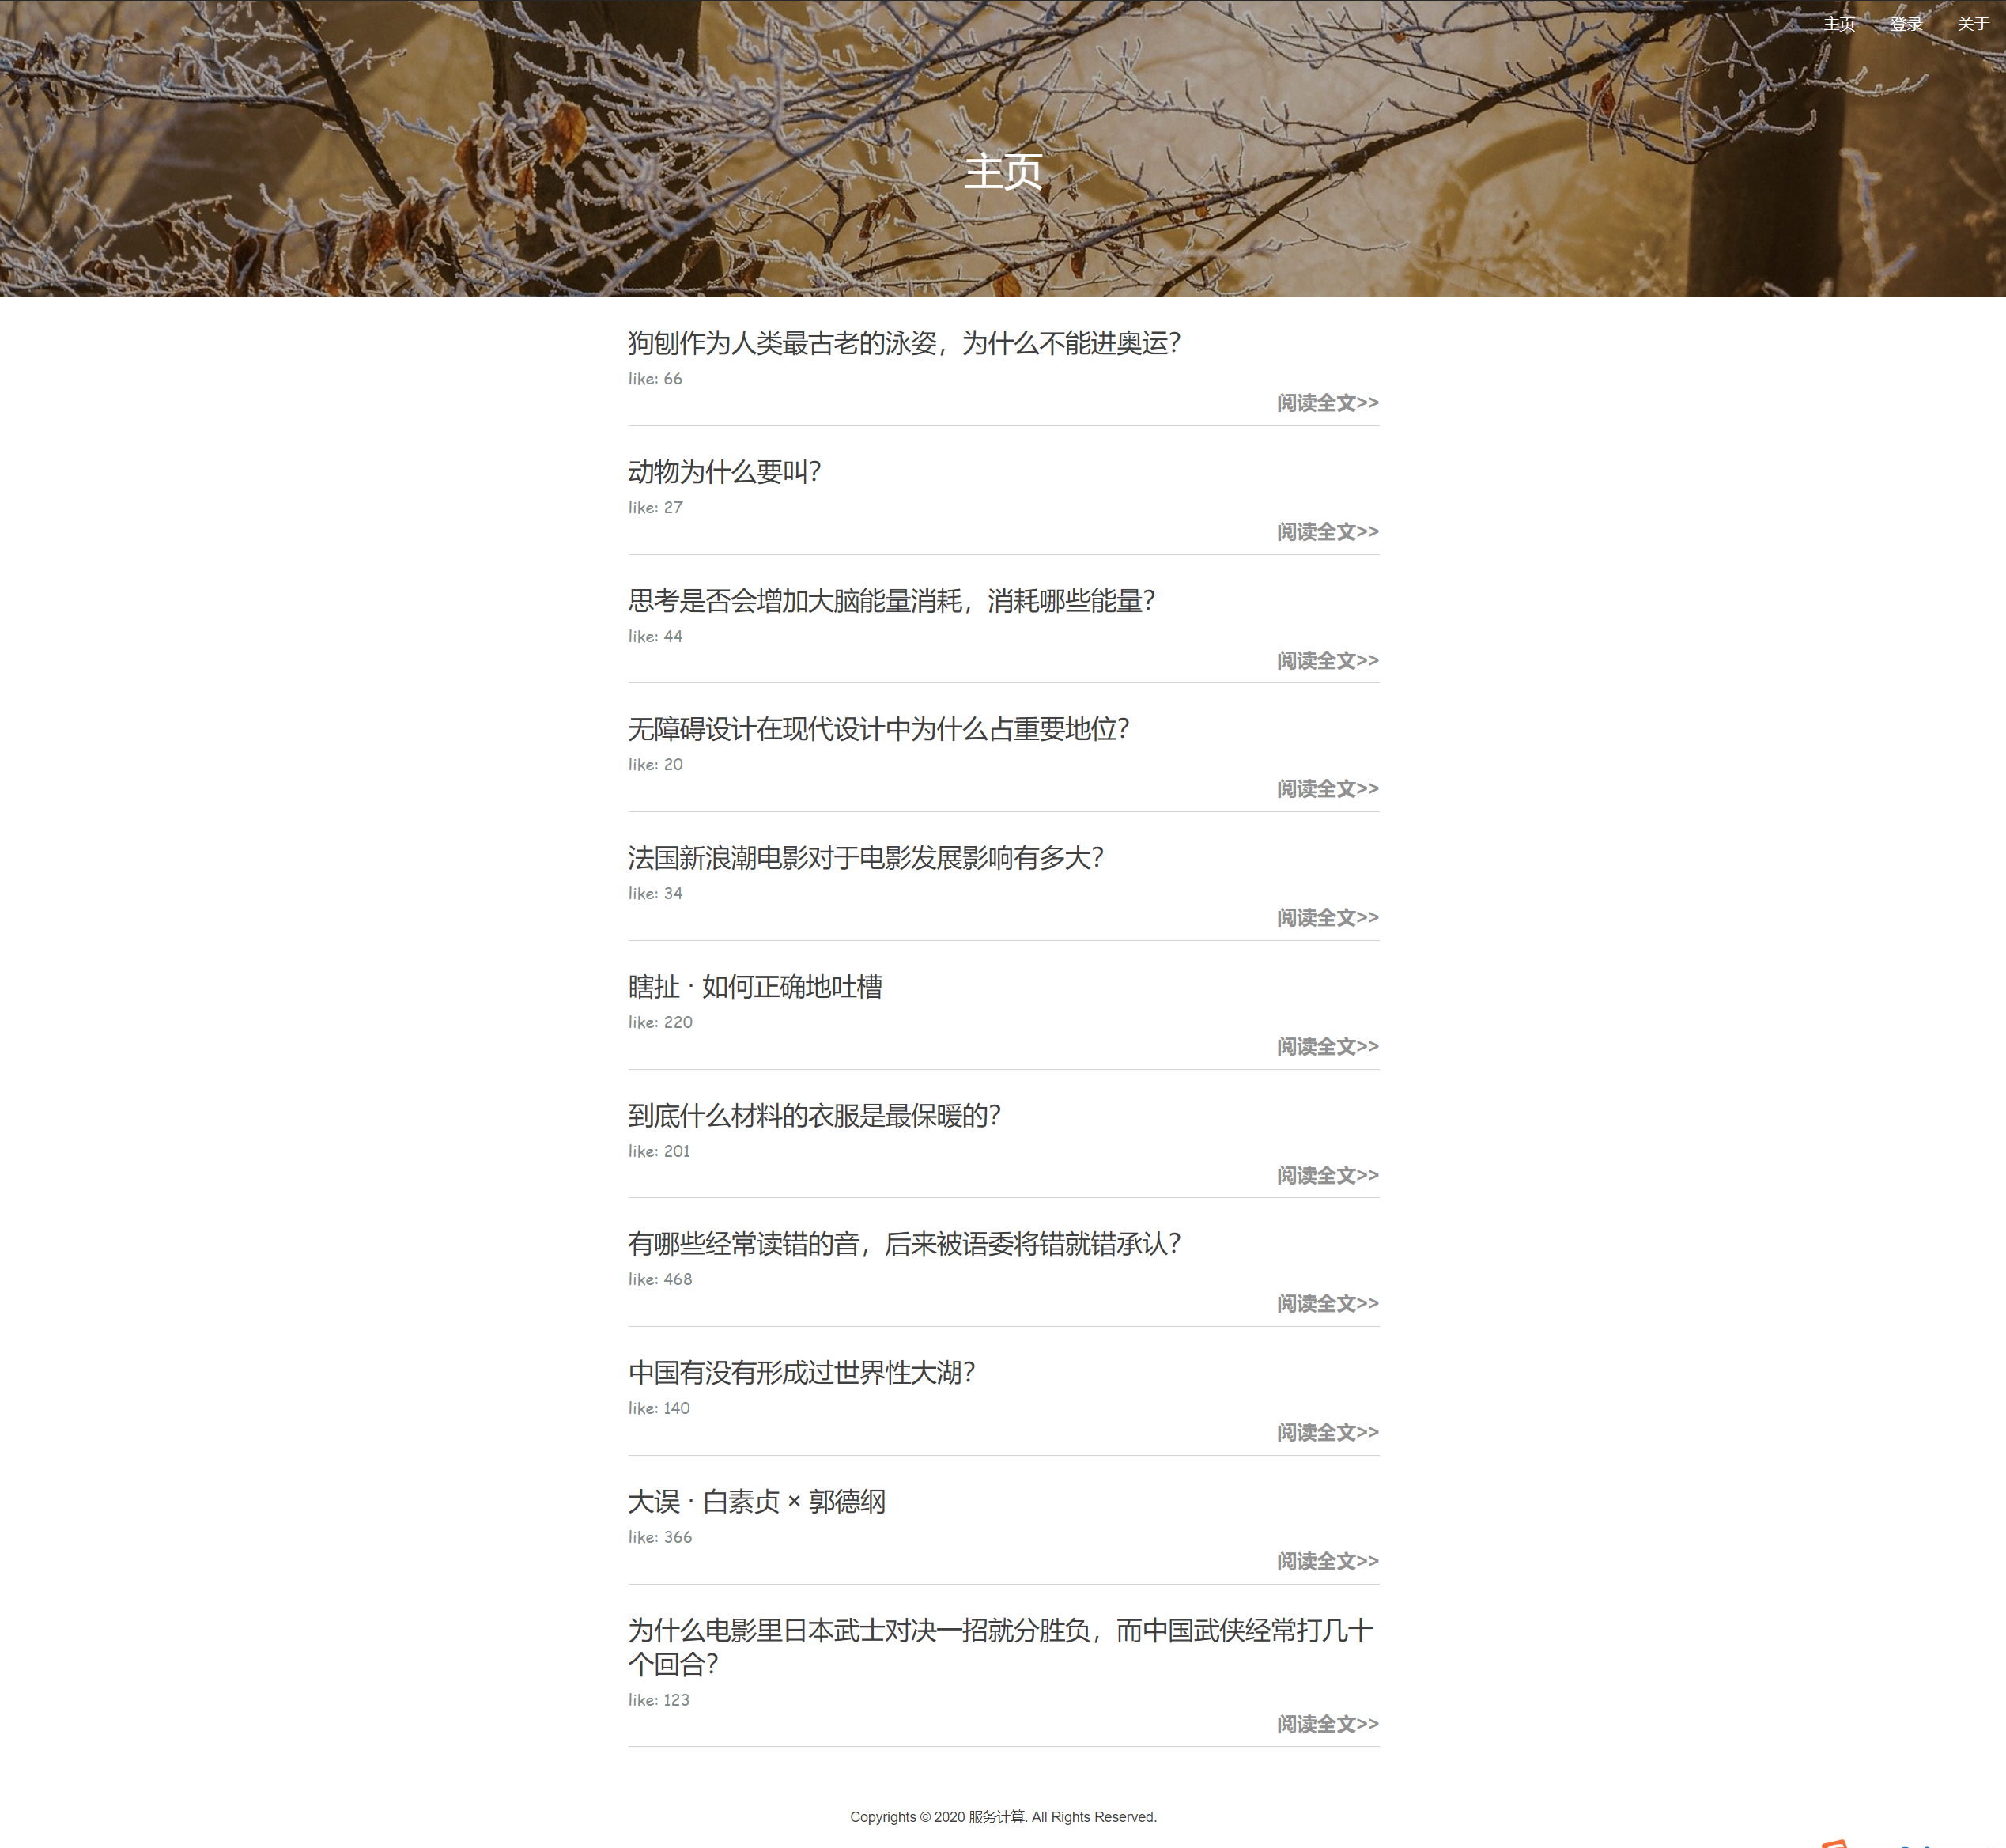 主页 登录 关于
主页
狗刨作为人类最古老的泳姿，为什么不能进奥运？
like: 66
阅读全文>>
动物为什么要叫？
like: 27
阅读全文>>
思考是否会增加大脑能量消耗，消耗哪些能量？
like: 44
阅读全文>>
无障碍设计在现代设计中为什么占重要地位？
like: 20
阅读全文>>
法国新浪潮电影对于电影发展影响有多大？
like: 34
阅读全文>>
瞎扯 · 如何正确地吐槽
like: 220
阅读全文>>
到底什么材料的衣服是最保暖的？
like: 201
阅读全文>>
有哪些经常读错的音，后来被语委将错就错承认？
like: 468
阅读全文>>
中国有没有形成过世界性大湖？
like: 140
阅读全文>>
大误 · 白素贞 × 郭德纲
like: 366
阅读全文>>
为什么电影里日本武士对决一招就分胜负，而中国武侠经常打几十
个回合？
like: 123
阅读全文>>
Copyrights © 2020 服务计算. All Rights Reserved.